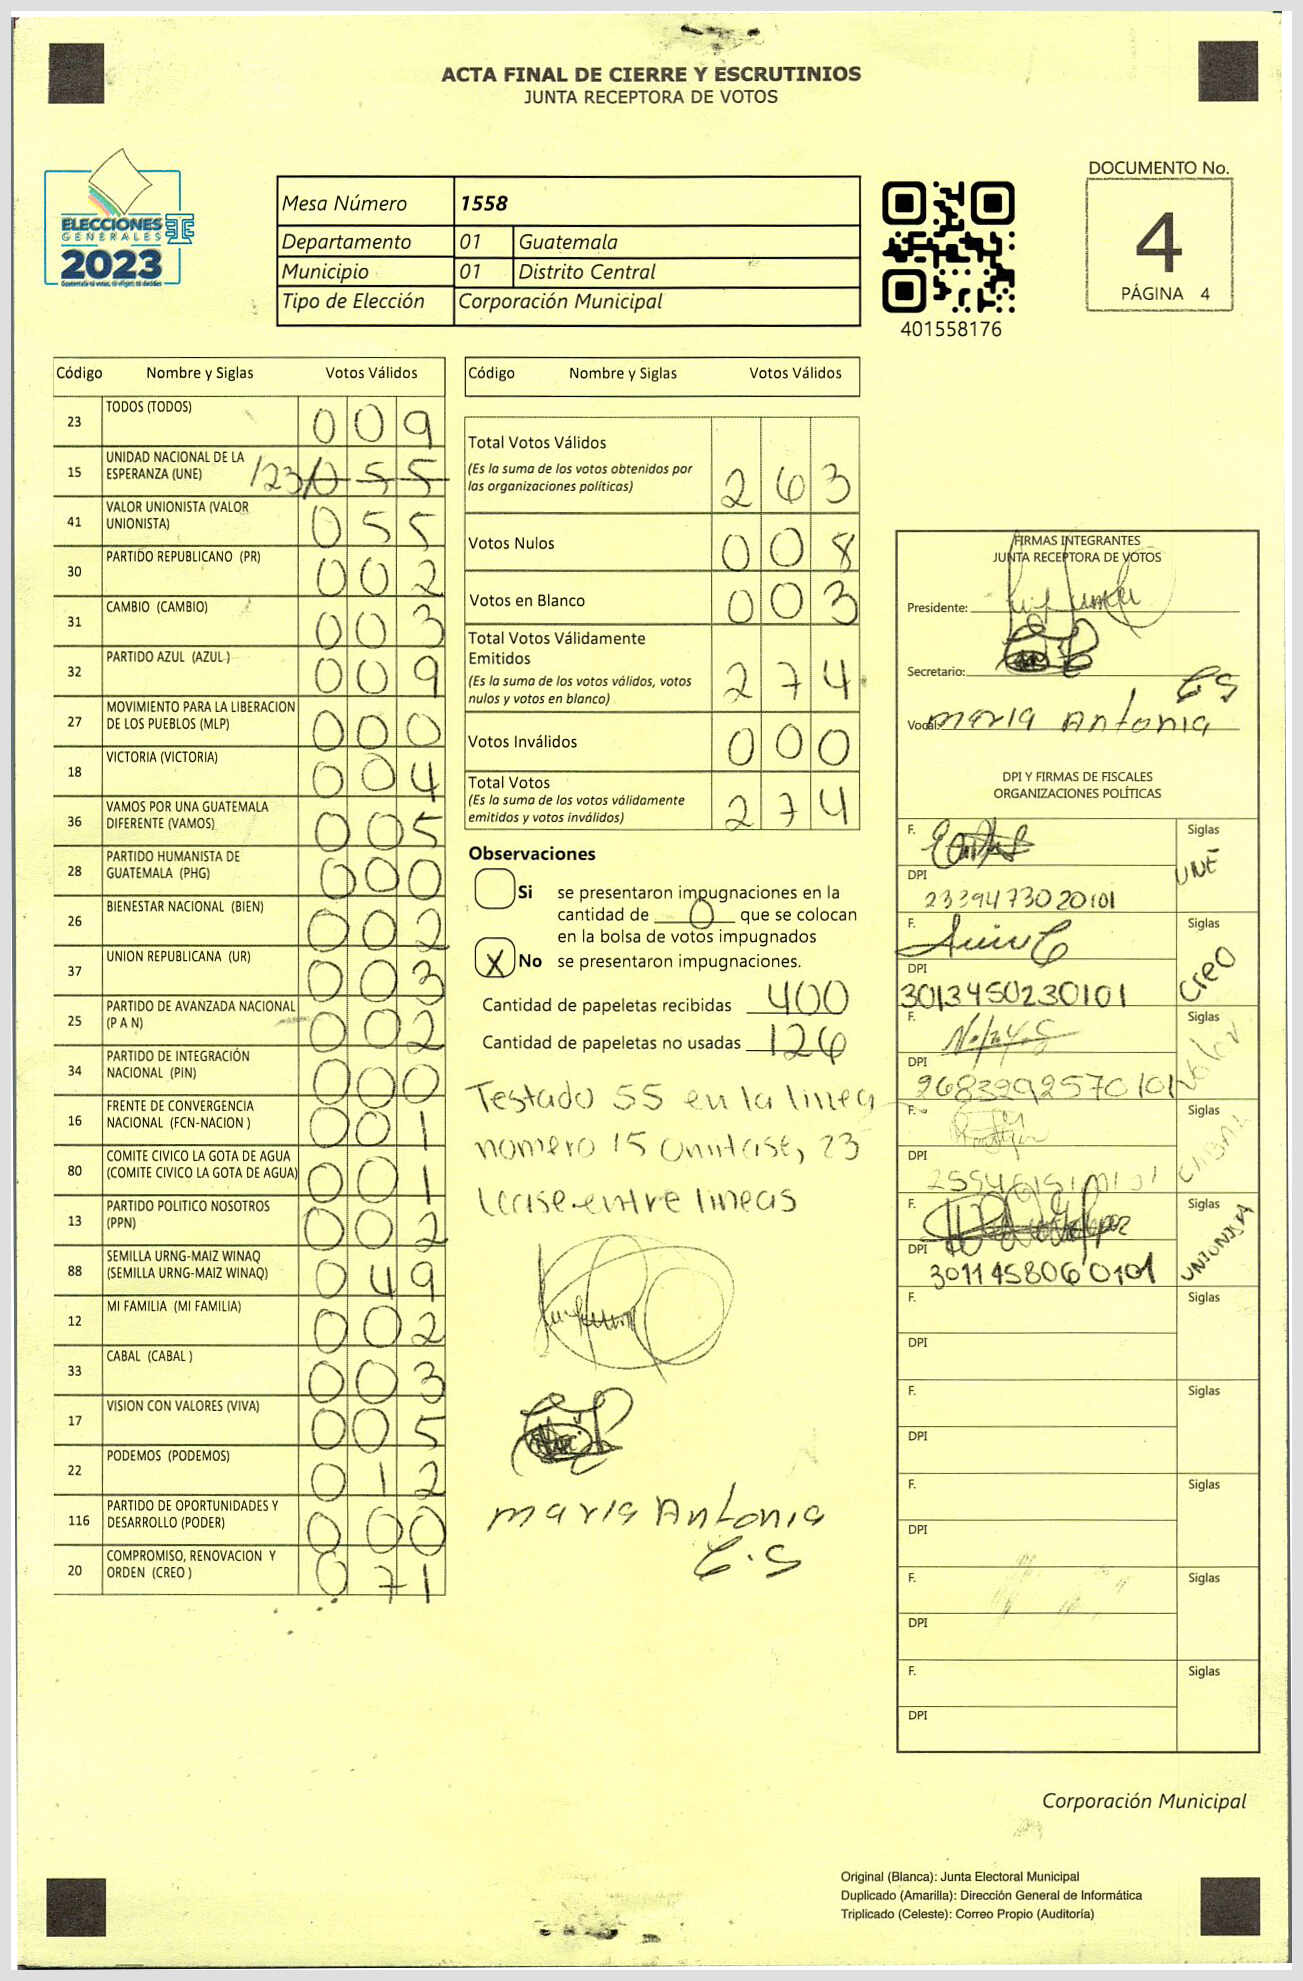 ACTA FINAL DE CIERRE Y ESCRUTINIOS
JUNTA RECEPTORA DE VOTOS
ELECCIONES
GENERALES
2023
Mesa Número 1558
Departamento 01 Guatemala
Municipio 01 Distrito Central
Tipo de Elección Corporación Municipal
401558176
DOCUMENTO No.
4
PÁGINA 4
Código Nombre y Siglas Votos Válidos
23 TODOS (TODOS) 0 0 9
15 UNIDAD NACIONAL DE LA
ESPERANZA (UNE) 23 0 5 5
41 VALOR UNIONISTA (VALOR
UNIONISTA) 0 5 5
30 PARTIDO REPUBLICANO (PR) 0 0 2
31 CAMBIO (CAMBIO) 0 0 3
32 PARTIDO AZUL (AZUL ) 0 0 9
27 MOVIMIENTO PARA LA LIBERACION
DE LOS PUEBLOS (MLP) 0 0 0
18 VICTORIA (VICTORIA) 0 0 4
36 VAMOS POR UNA GUATEMALA
DIFERENTE (VAMOS) 0 0 5
28 PARTIDO HUMANISTA DE
GUATEMALA (PHG) 0 0 0
26 BIENESTAR NACIONAL (BIEN) 0 0 2
37 UNION REPUBLICANA (UR) 0 0 3
25 PARTIDO DE AVANZADA NACIONAL
(P A N) 0 0 2
34 PARTIDO DE INTEGRACIÓN
NACIONAL (PIN) 0 0 0
16 FRENTE DE CONVERGENCIA
NACIONAL (FCN-NACION ) 0 0 1
80 COMITE CIVICO LA GOTA DE AGUA
(COMITE CIVICO LA GOTA DE AGUA) 0 0 1
13 PARTIDO POLITICO NOSOTROS
(PPN) 0 0 2
88 SEMILLA URNG-MAIZ WINAQ
(SEMILLA URNG-MAIZ WINAQ) 0 4 9
12 MI FAMILIA (MI FAMILIA) 0 0 2
33 CABAL (CABAL ) 0 0 3
17 VISION CON VALORES (VIVA) 0 0 5
22 PODEMOS (PODEMOS) 0 1 2
116 PARTIDO DE OPORTUNIDADES Y
DESARROLLO (PODER) 0 0 0
20 COMPROMISO, RENOVACION Y
ORDEN (CREO ) 0 7 1
Código Nombre y Siglas Votos Válidos
Total Votos Válidos
(Es la suma de los votos obtenidos por
las organizaciones políticas) 2 6 3
Votos Nulos 0 0 8
Votos en Blanco 0 0 3
Total Votos Válidamente
Emitidos
(Es la suma de los votos válidos, votos
nulos y votos en blanco) 2 7 4
Votos Inválidos 0 0 0
Total Votos
(Es la suma de los votos válidamente
emitidos y votos inválidos) 2 7 4
Observaciones
Si se presentaron impugnaciones en la
cantidad de 0 que se colocan
en la bolsa de votos impugnados
X No se presentaron impugnaciones.
Cantidad de papeletas recibidas 400
Cantidad de papeletas no usadas 126
Testado 55 en la linea
numero 15 Omitase, 23
lease entre lineas
maria Antonia
C.S
FIRMAS INTEGRANTES
JUNTA RECEPTORA DE VOTOS
Presidente:
Secretario:
C S
Vocal: maria Antonia
DPI Y FIRMAS DE FISCALES
ORGANIZACIONES POLÍTICAS
F. Siglas UNE
DPI
2339473020101
F. Siglas CREO
DPI
3013450230101
F. Siglas Valor
DPI
2683292570101
F. Siglas CABAL
DPI
F. Siglas UNIONISTA
DPI
3011458060101
F. Siglas
DPI
F. Siglas
DPI
F. Siglas
DPI
F. Siglas
DPI
F. Siglas
DPI
Corporación Municipal
Original (Blanca): Junta Electoral Municipal
Duplicado (Amarilla): Dirección General de Informática
Triplicado (Celeste): Correo Propio (Auditoría)